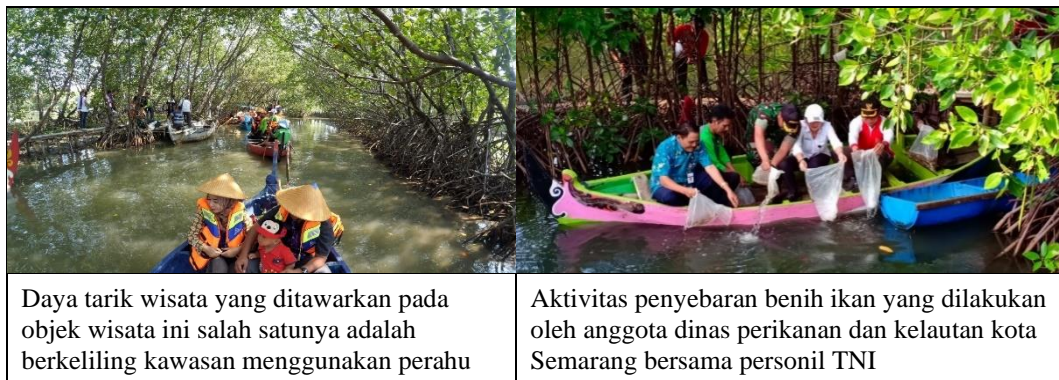 Daya tarik wisata yang ditawarkan pada
objek wisata ini salah satunya adalah
berkeliling kawasan menggunakan perahu
Aktivitas penyebaran benih ikan yang dilakukan
oleh anggota dinas perikanan dan kelautan kota
Semarang bersama personil TNI